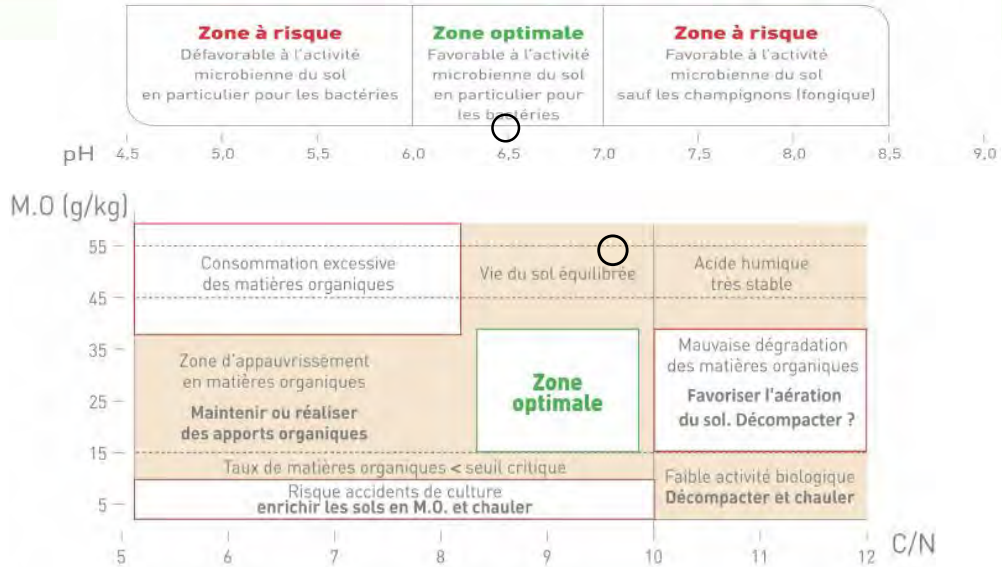 Zone à risque
Défavorable à l'activité
microbienne du sol
en particulier pour les bactéries
Zone optimale
Favorable à l'activité
microbienne du sol
en particulier pour
les bactéries
Zone à risque
Favorable à l'activité
microbienne du sol
sauf les champignons (fongique)
pH
4,5 5,0 5,5 6,0 6,5 7,0 7,5 8,0 8,5 9,0
M.O (g/kg)
55
45
35
25
15
5
Consommation excessive
des matières organiques
Vie du sol équilibrée
Acide humique
très stable
Zone d'appauvrissement
en matières organiques
Maintenir ou réaliser
des apports organiques
Zone
optimale
Mauvaise dégradation
des matières organiques
Favoriser l'aération
du sol. Décompacter ?
Taux de matières organiques < seuil critique
Risque accidents de culture
enrichir les sols en M.O. et chauler
Faible activité biologique
Décompacter et chauler
5 6 7 8 9 10 11 12
C/N